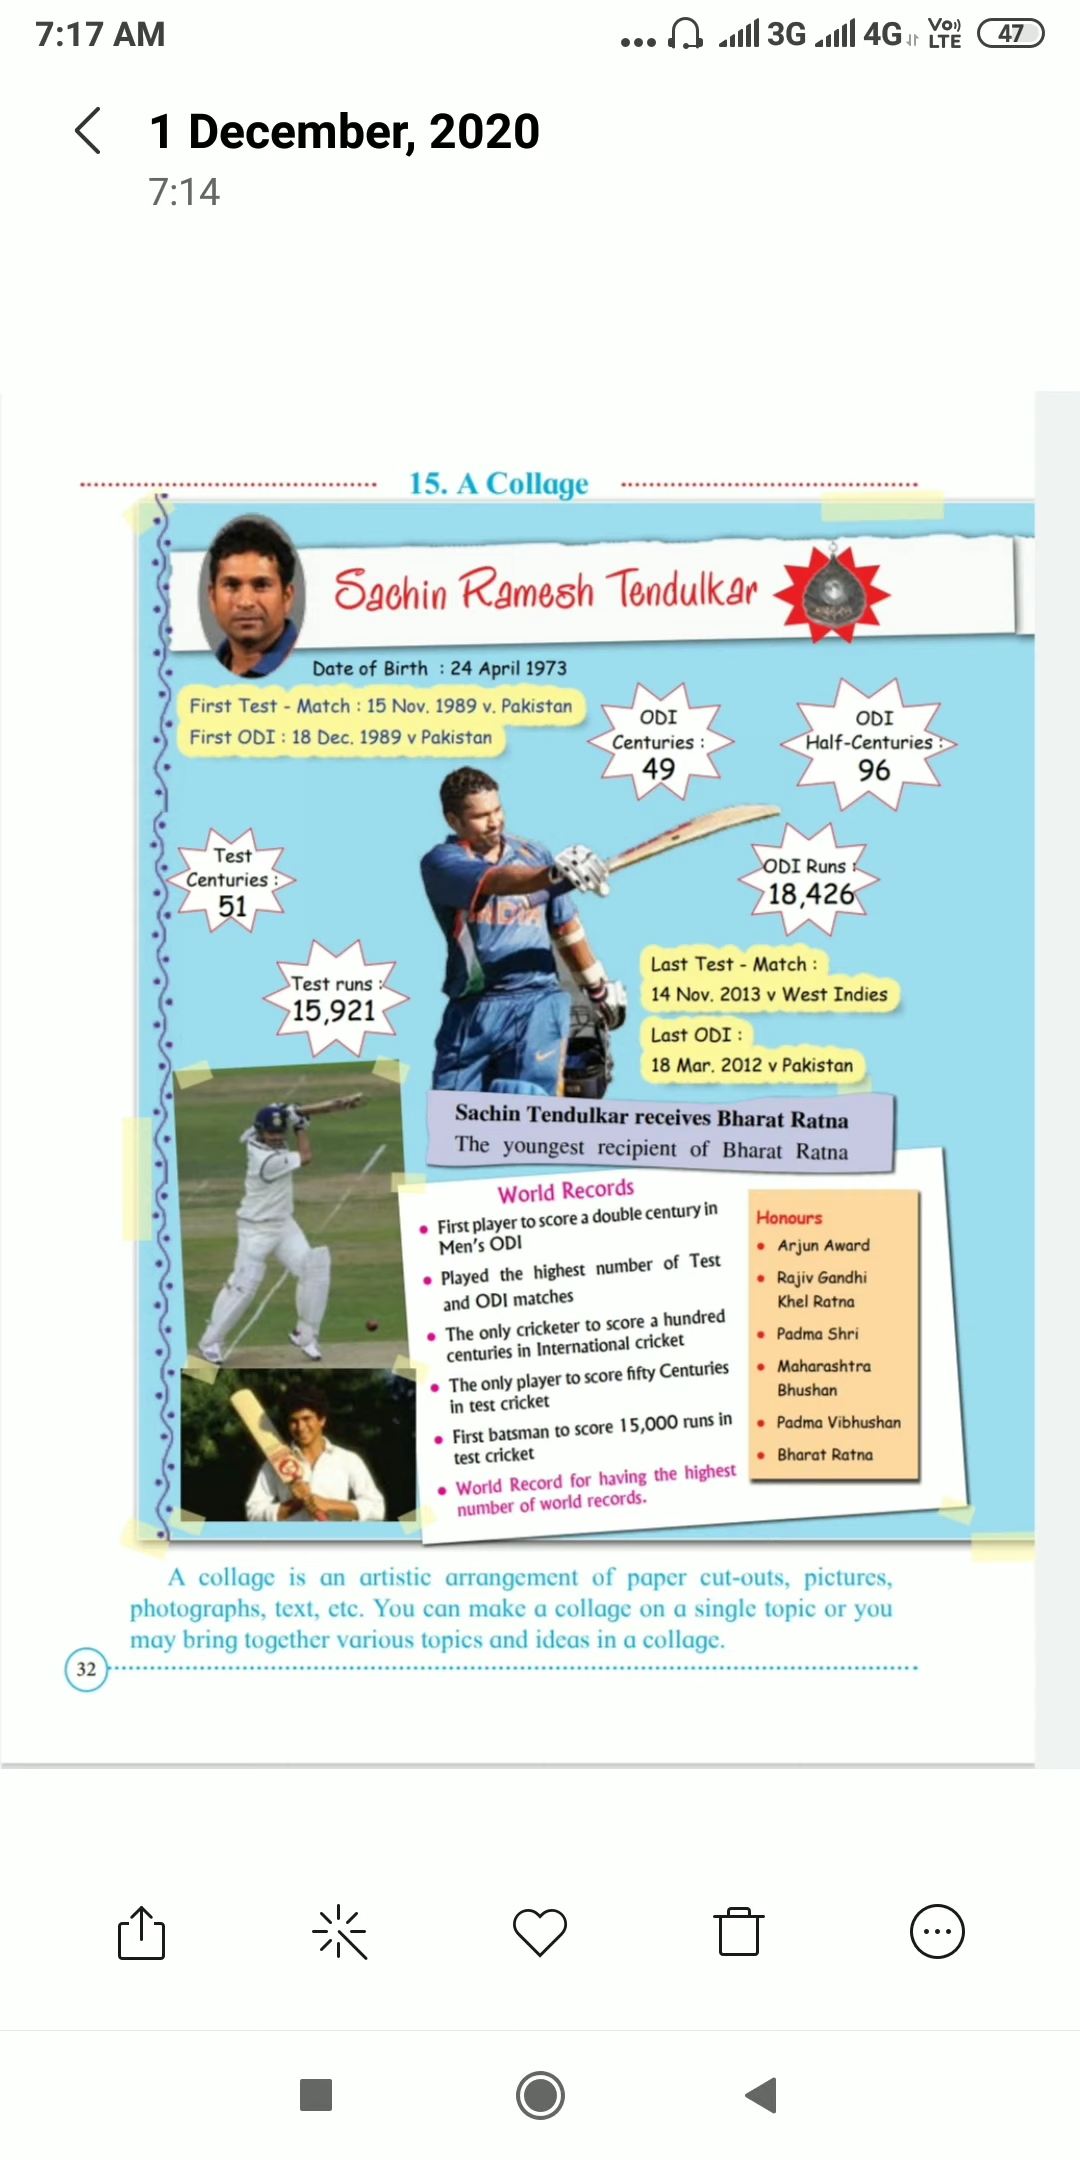 7:17 AM
... 3G 4G Vo)) LTE 47
1 December, 2020
7:14
15. A Collage
Sachin Ramesh Tendulkar
Date of Birth : 24 April 1973
First Test - Match : 15 Nov. 1989 v. Pakistan
First ODI : 18 Dec. 1989 v Pakistan
ODI
Centuries :
49
ODI
Half-Centuries :
96
Test
Centuries :
51
ODI Runs :
18,426
Test runs :
15,921
INDIA
Last Test - Match :
14 Nov. 2013 v West Indies
Last ODI :
18 Mar. 2012 v Pakistan
Sachin Tendulkar receives Bharat Ratna
The youngest recipient of Bharat Ratna
World Records
• First player to score a double century in
Men's ODI
• Played the highest number of Test
and ODI matches
• The only cricketer to score a hundred
centuries in International cricket
• The only player to score fifty Centuries
in test cricket
• First batsman to score 15,000 runs in
test cricket
• World Record for having the highest
number of world records.
Honours
• Arjun Award
• Rajiv Gandhi
Khel Ratna
• Padma Shri
• Maharashtra
Bhushan
• Padma Vibhushan
• Bharat Ratna
A collage is an artistic arrangement of paper cut-outs, pictures,
photographs, text, etc. You can make a collage on a single topic or you
may bring together various topics and ideas in a collage.
32